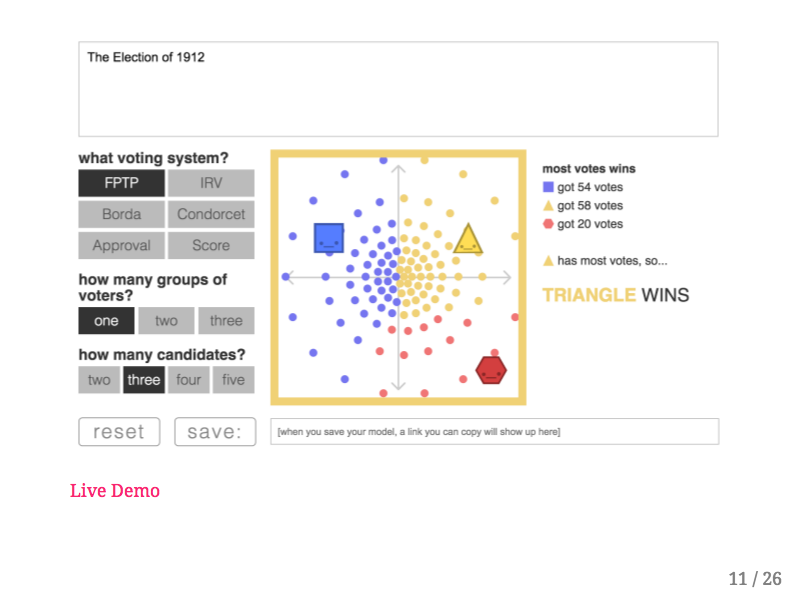 The Election of 1912
what voting system?
FPTP IRV
Borda Condorcet
Approval Score
how many groups of
voters?
one two three
how many candidates?
two three four five
most votes wins
got 54 votes
got 58 votes
got 20 votes
has most votes, so...
TRIANGLE WINS
reset save:
[when you save your model, a link you can copy will show up here]
Live Demo
11 / 26